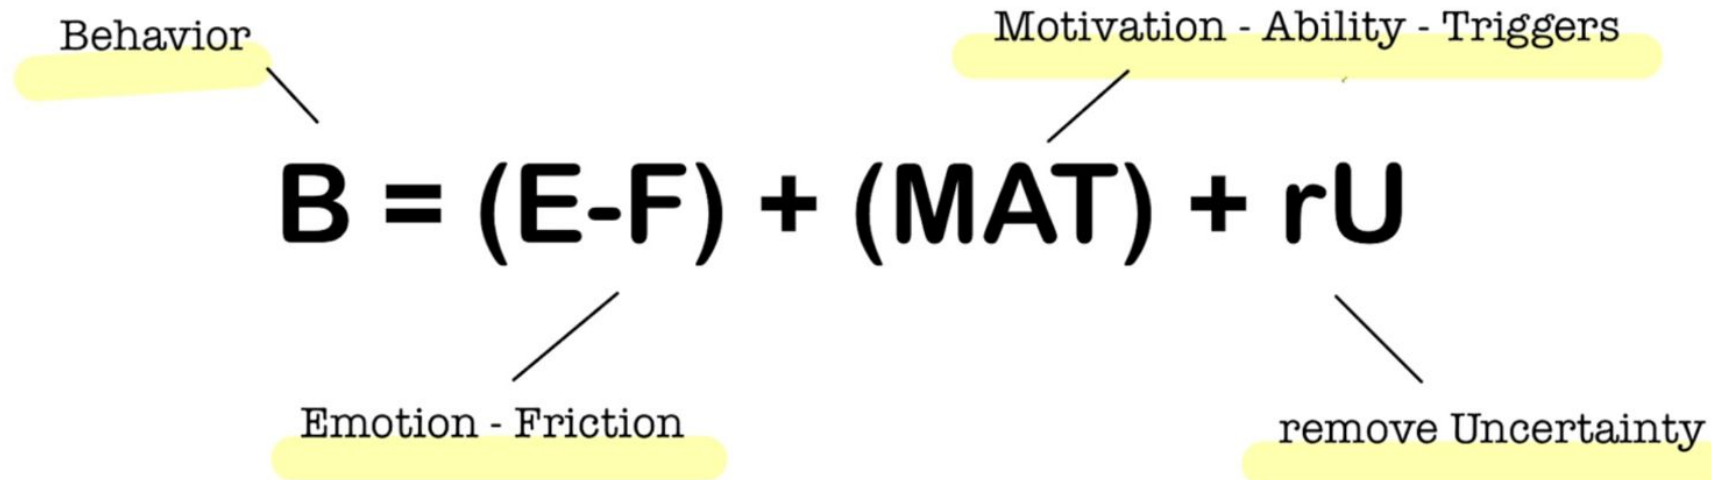 Behavior
Motivation - Ability - Triggers
B = (E-F) + (MAT) + rU
Emotion - Friction
remove Uncertainty